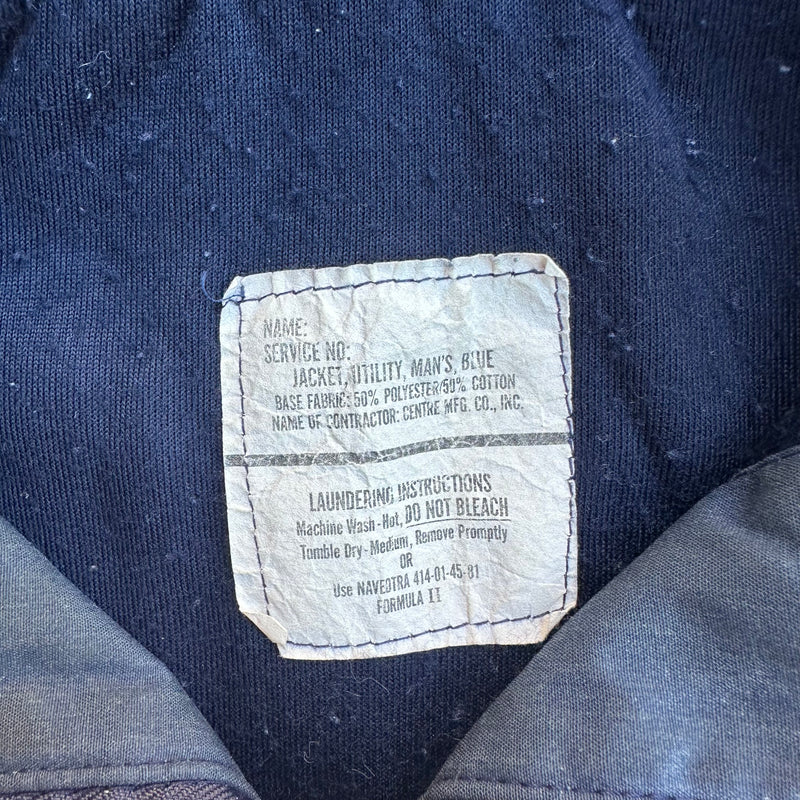 NAME:
SERVICE NO:
JACKET, UTILITY, MAN'S, BLUE
BASE FABRIC: 50% POLYESTER/50% COTTON
NAME OF CONTRACTOR: CENTRE MFG. CO., INC.
LAUNDERING INSTRUCTIONS
Machine Wash-Hot, DO NOT BLEACH
Tumble Dry-Medium, Remove Promptly
OR
Use NAVEDTRA 414-01-45-81
FORMULA II